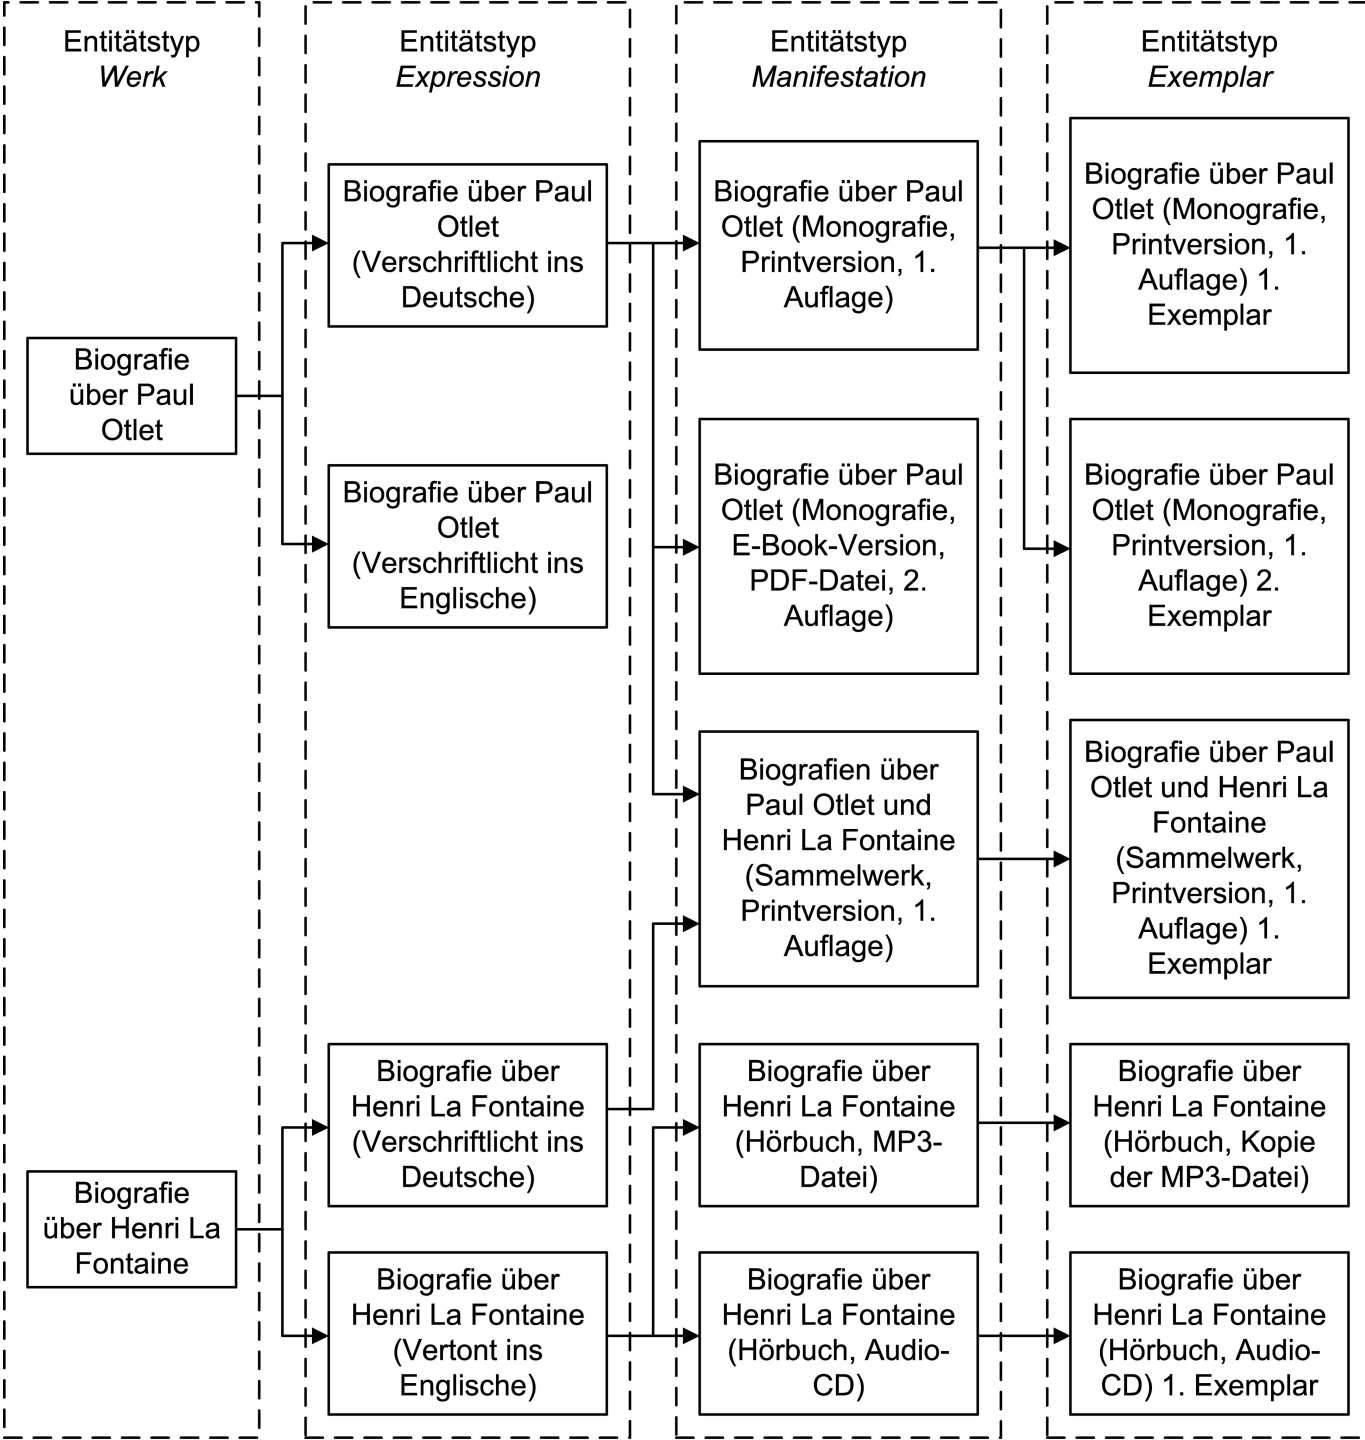 Entitätstyp
Werk
Biografie
über Paul
Otlet
Biografie
über Henri La
Fontaine
Entitätstyp
Expression
Biografie über Paul
Otlet
(Verschriftlicht ins
Deutsche)
Biografie über Paul
Otlet
(Verschriftlicht ins
Englische)
Biografie über
Henri La Fontaine
(Verschriftlicht ins
Deutsche)
Biografie über
Henri La Fontaine
(Vertont ins
Englische)
Entitätstyp
Manifestation
Biografie über Paul
Otlet (Monografie,
Printversion, 1.
Auflage)
Biografie über Paul
Otlet (Monografie,
E-Book-Version,
PDF-Datei, 2.
Auflage)
Biografien über
Paul Otlet und
Henri La Fontaine
(Sammelwerk,
Printversion, 1.
Auflage)
Biografie über
Henri La Fontaine
(Hörbuch, MP3-
Datei)
Biografie über
Henri La Fontaine
(Hörbuch, Audio-
CD)
Entitätstyp
Exemplar
Biografie über Paul
Otlet (Monografie,
Printversion, 1.
Auflage) 1.
Exemplar
Biografie über Paul
Otlet (Monografie,
Printversion, 1.
Auflage) 2.
Exemplar
Biografie über Paul
Otlet und Henri La
Fontaine
(Sammelwerk,
Printversion, 1.
Auflage) 1.
Exemplar
Biografie über
Henri La Fontaine
(Hörbuch, Kopie
der MP3-Datei)
Biografie über
Henri La Fontaine
(Hörbuch, Audio-
CD) 1. Exemplar